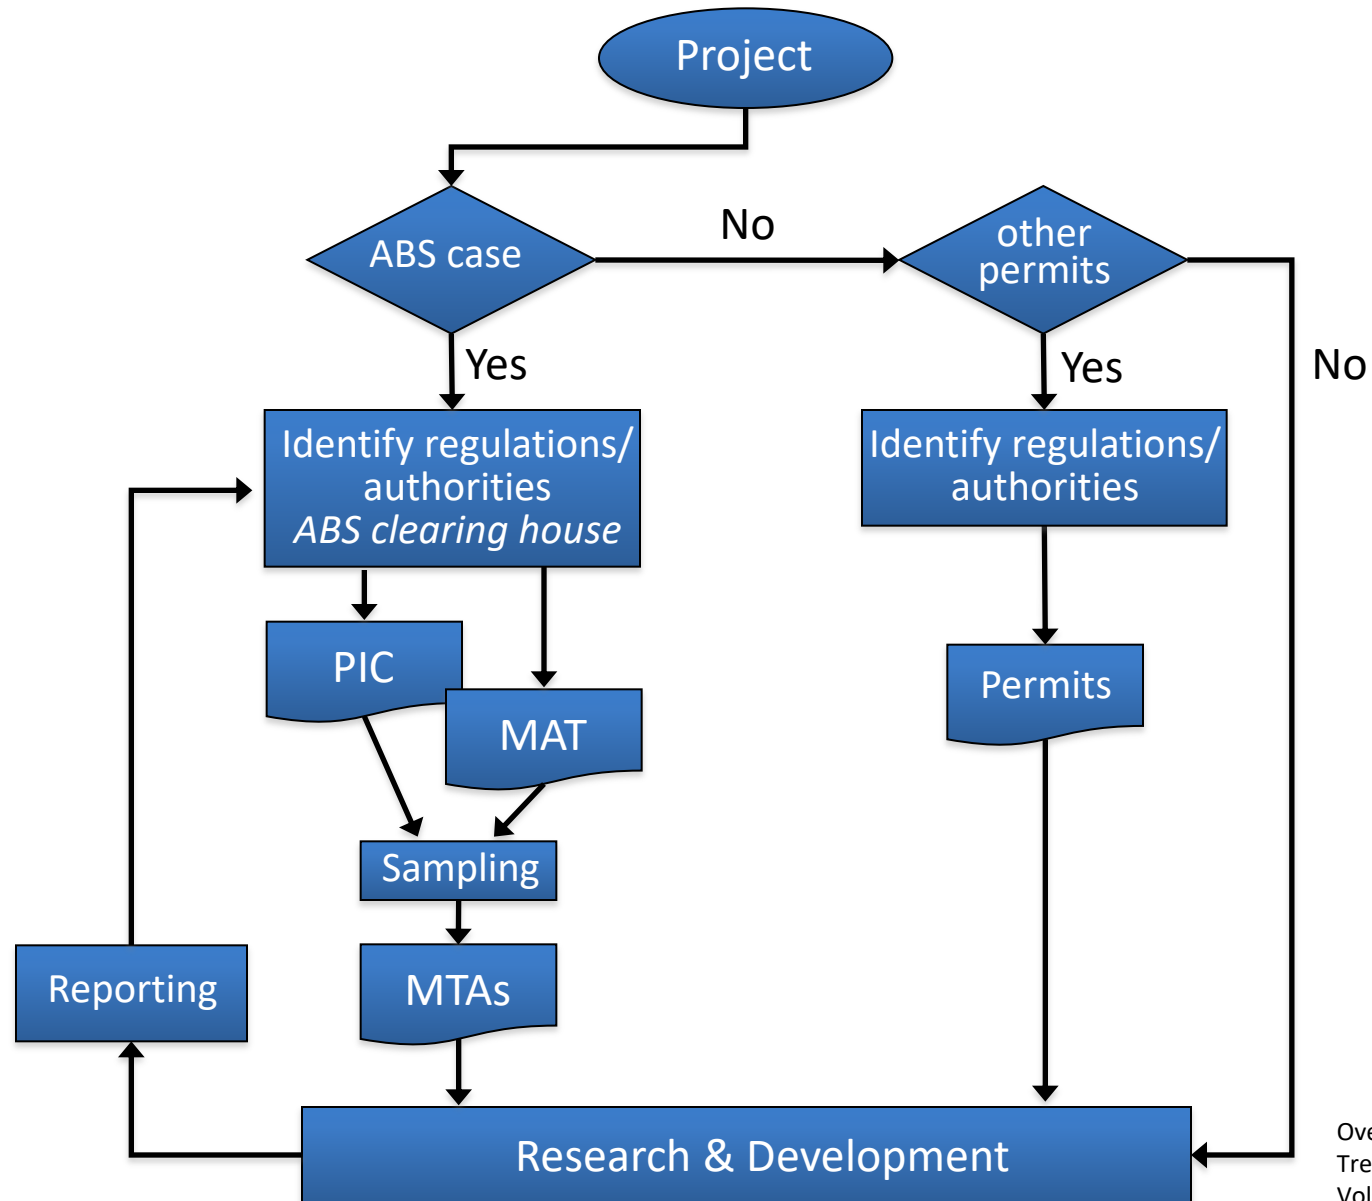 Project
ABS case
No
other
permits
Yes
Yes
No
Identify regulations/
authorities
ABS clearing house
Identify regulations/
authorities
PIC
MAT
Permits
Sampling
Reporting
MTAs
Research & Development